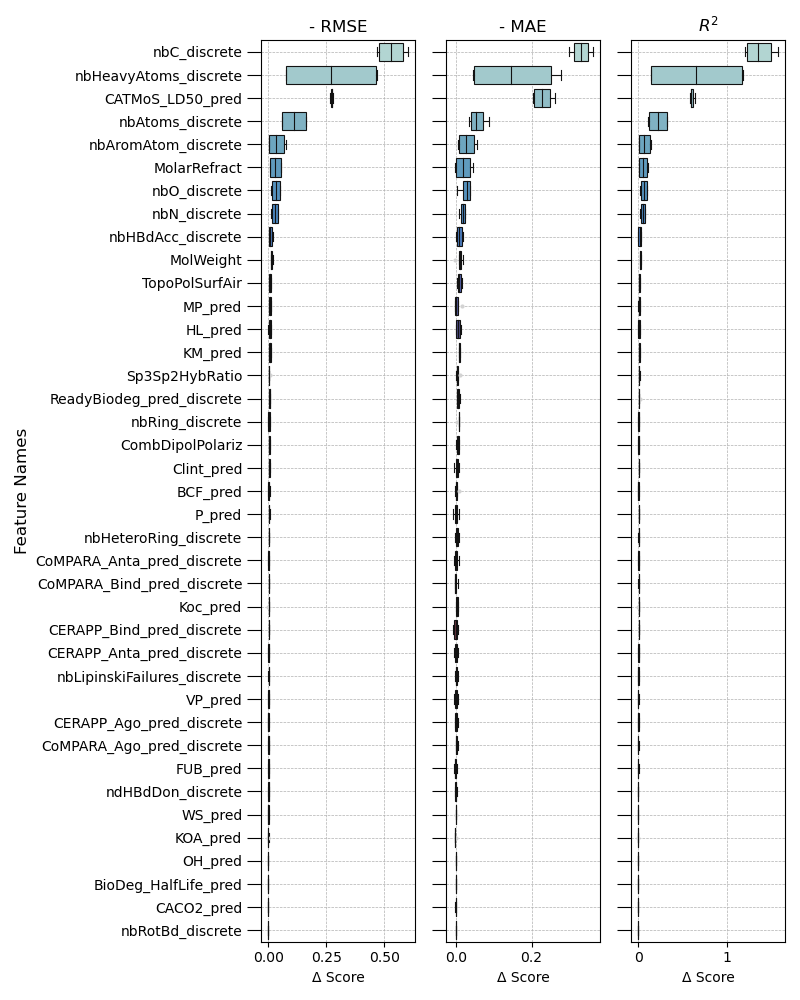 - RMSE
- MAE
R²
Feature Names
nbC_discrete
nbHeavyAtoms_discrete
CATMoS_LD50_pred
nbAtoms_discrete
nbAromAtom_discrete
MolarRefract
nbO_discrete
nbN_discrete
nbHBdAcc_discrete
MolWeight
TopoPolSurfAir
MP_pred
HL_pred
KM_pred
Sp3Sp2HybRatio
ReadyBiodeg_pred_discrete
nbRing_discrete
CombDipolPolariz
Clint_pred
BCF_pred
P_pred
nbHeteroRing_discrete
CoMPARA_Anta_pred_discrete
CoMPARA_Bind_pred_discrete
Koc_pred
CERAPP_Bind_pred_discrete
CERAPP_Anta_pred_discrete
nbLipinskiFailures_discrete
VP_pred
CERAPP_Ago_pred_discrete
CoMPARA_Ago_pred_discrete
FUB_pred
ndHBdDon_discrete
WS_pred
KOA_pred
OH_pred
BioDeg_HalfLife_pred
CACO2_pred
nbRotBd_discrete
0.00 0.25 0.50
0.0 0.2
0 1
Δ Score
Δ Score
Δ Score